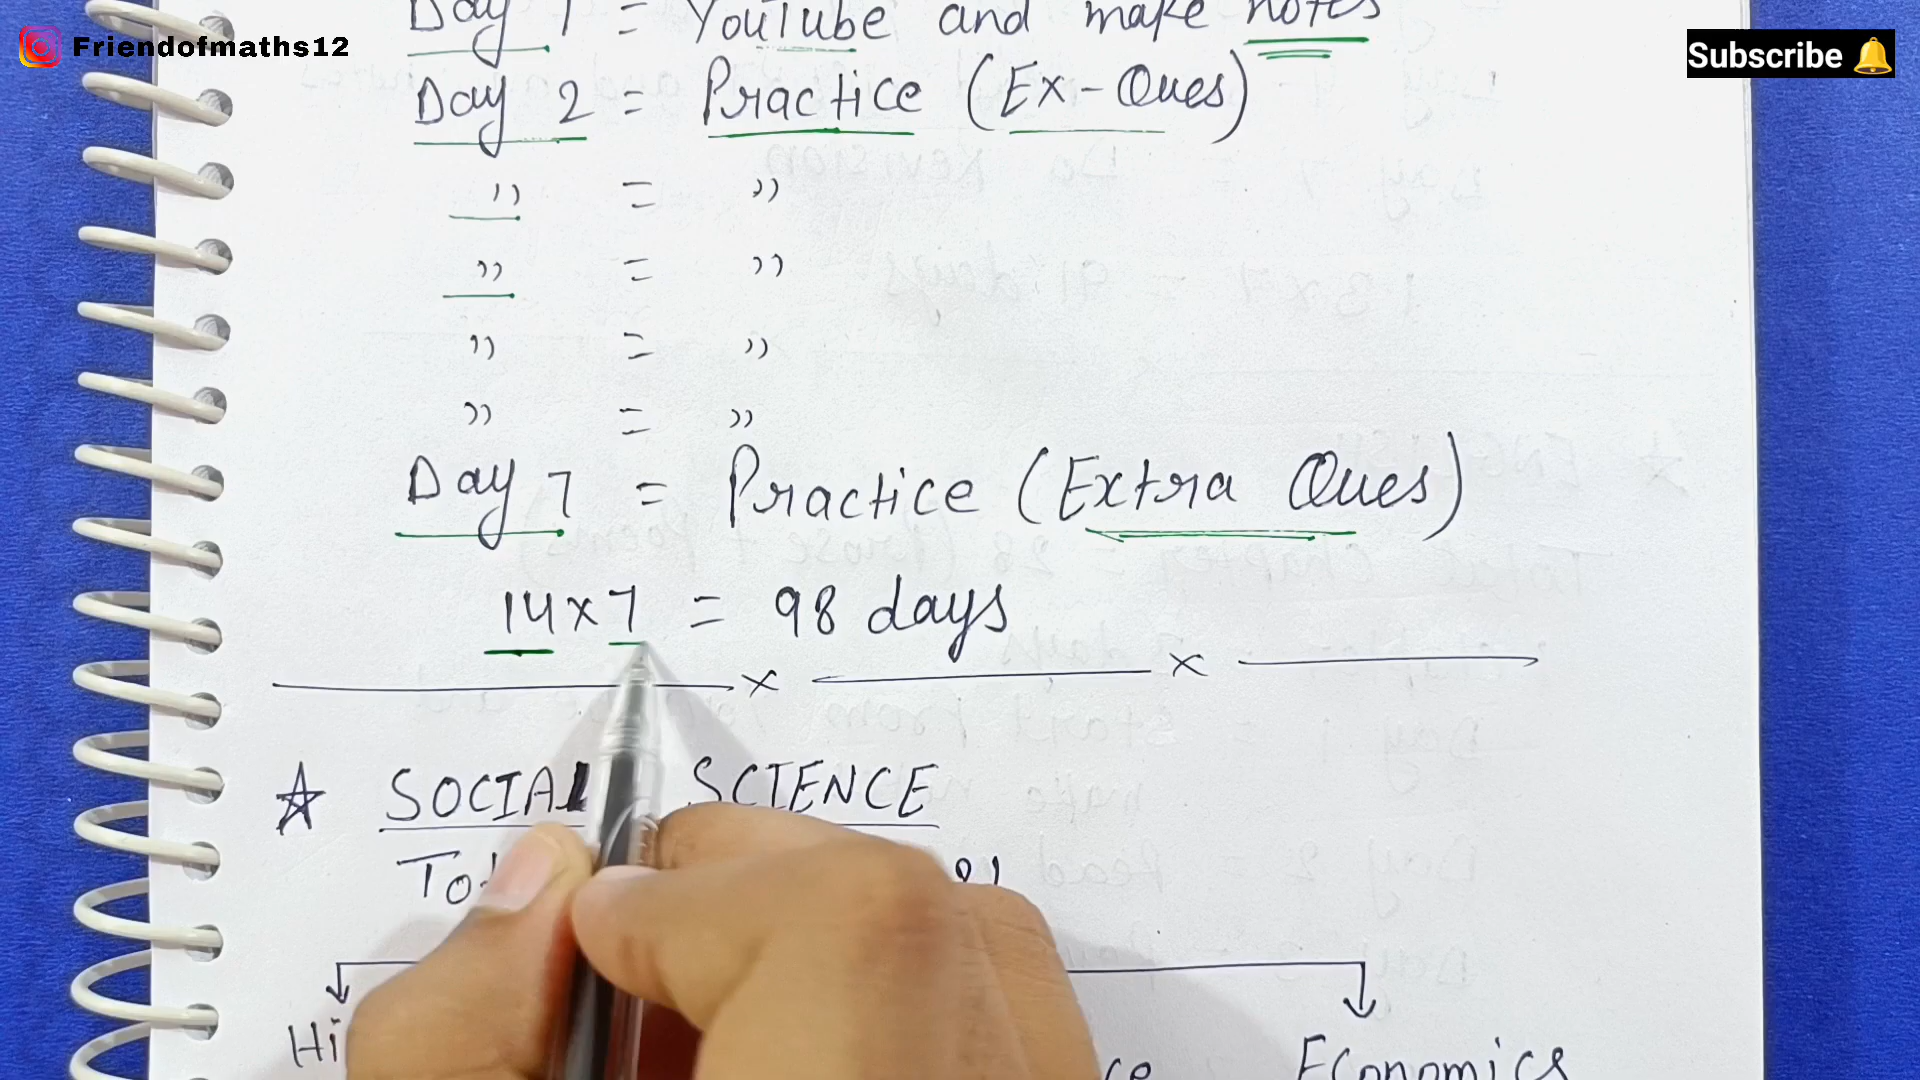 Friendofmaths12
Subscribe
Day 1 = YouTube and make notes
Day 2 = Practice (Ex-Ques)
" = "
" = "
" = "
" = "
Day 7 = Practice (Extra Ques)
14x7 = 98 days
x x
SOCIAL SCIENCE
Economics